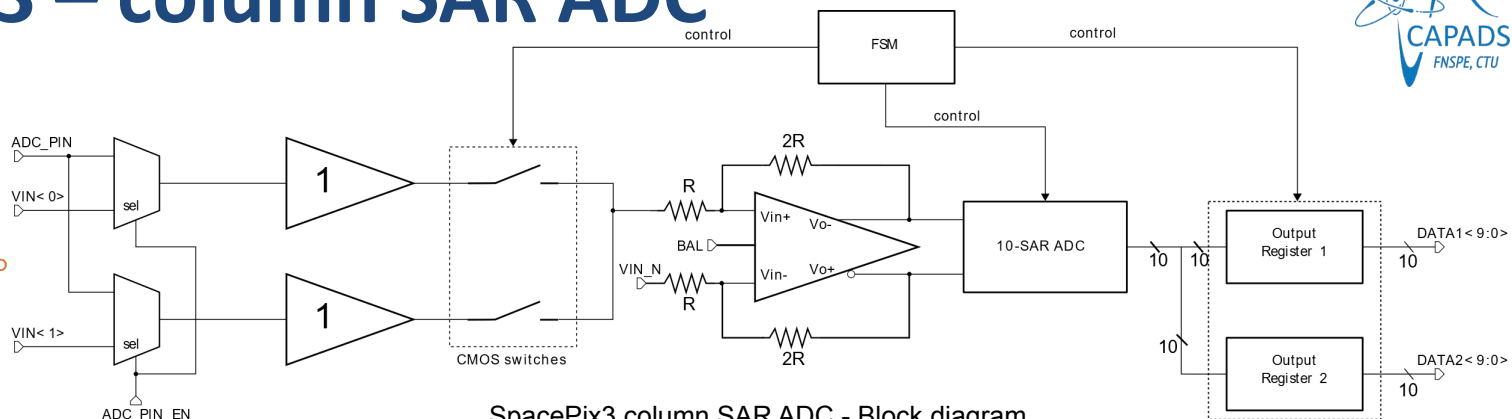 3 – column SAR ADC
CAPADS
FNSPE, CTU
control
FSM
control
control
ADC_PIN
VIN< 0>
sel
1
2R
R
Vin+
Vo-
BAL
VIN_N
Vin-
Vo+
R
2R
10-SAR ADC
10
10
Output
Register 1
DATA1< 9:0>
10
VIN< 1>
sel
1
CMOS switches
10
Output
Register 2
DATA2< 9:0>
10
ADC_PIN_EN
SpacePix3 column SAR ADC - Block diagram